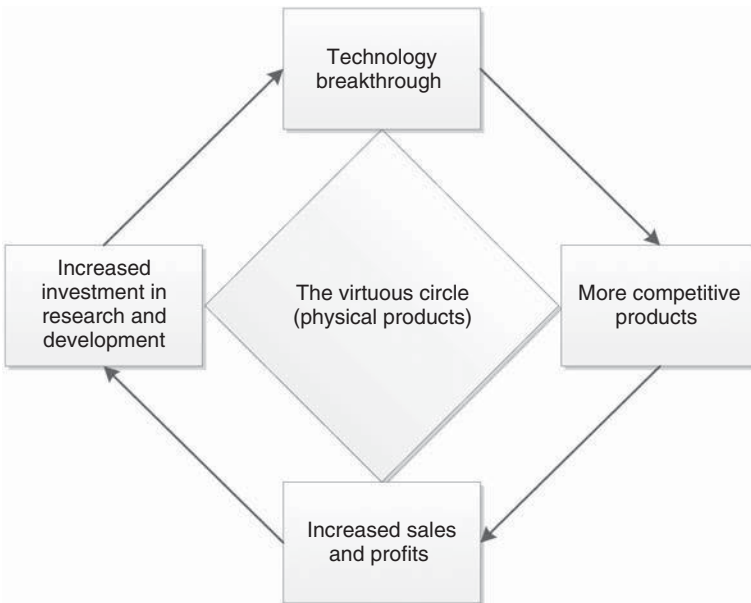 Technology
breakthrough
Increased
investment in
research and
development
The virtuous circle
(physical products)
More competitive
products
Increased sales
and profits